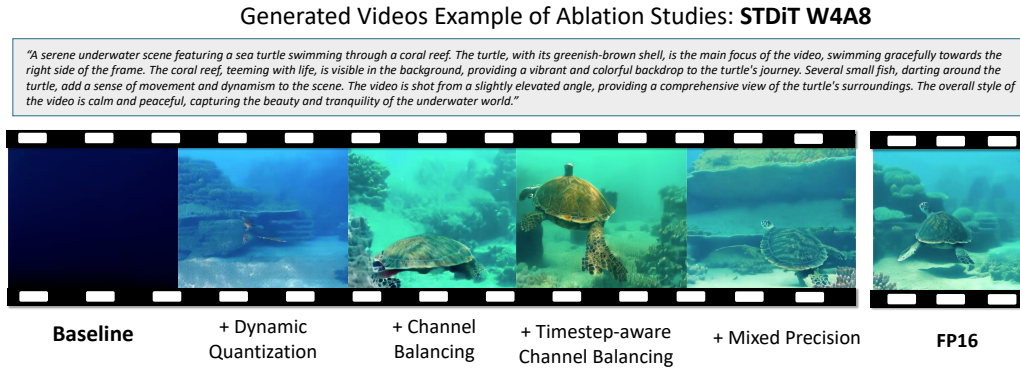 Generated Videos Example of Ablation Studies: STDiT W4A8
"A serene underwater scene featuring a sea turtle swimming through a coral reef. The turtle, with its greenish-brown shell, is the main focus of the video, swimming gracefully towards the
right side of the frame. The coral reef, teeming with life, is visible in the background, providing a vibrant and colorful backdrop to the turtle's journey. Several small fish, darting around the
turtle, add a sense of movement and dynamism to the scene. The video is shot from a slightly elevated angle, providing a comprehensive view of the turtle's surroundings. The overall style of
the video is calm and peaceful, capturing the beauty and tranquility of the underwater world."
Baseline
+ Dynamic
Quantization
+ Channel
Balancing
+ Timestep-aware
Channel Balancing
+ Mixed Precision
FP16